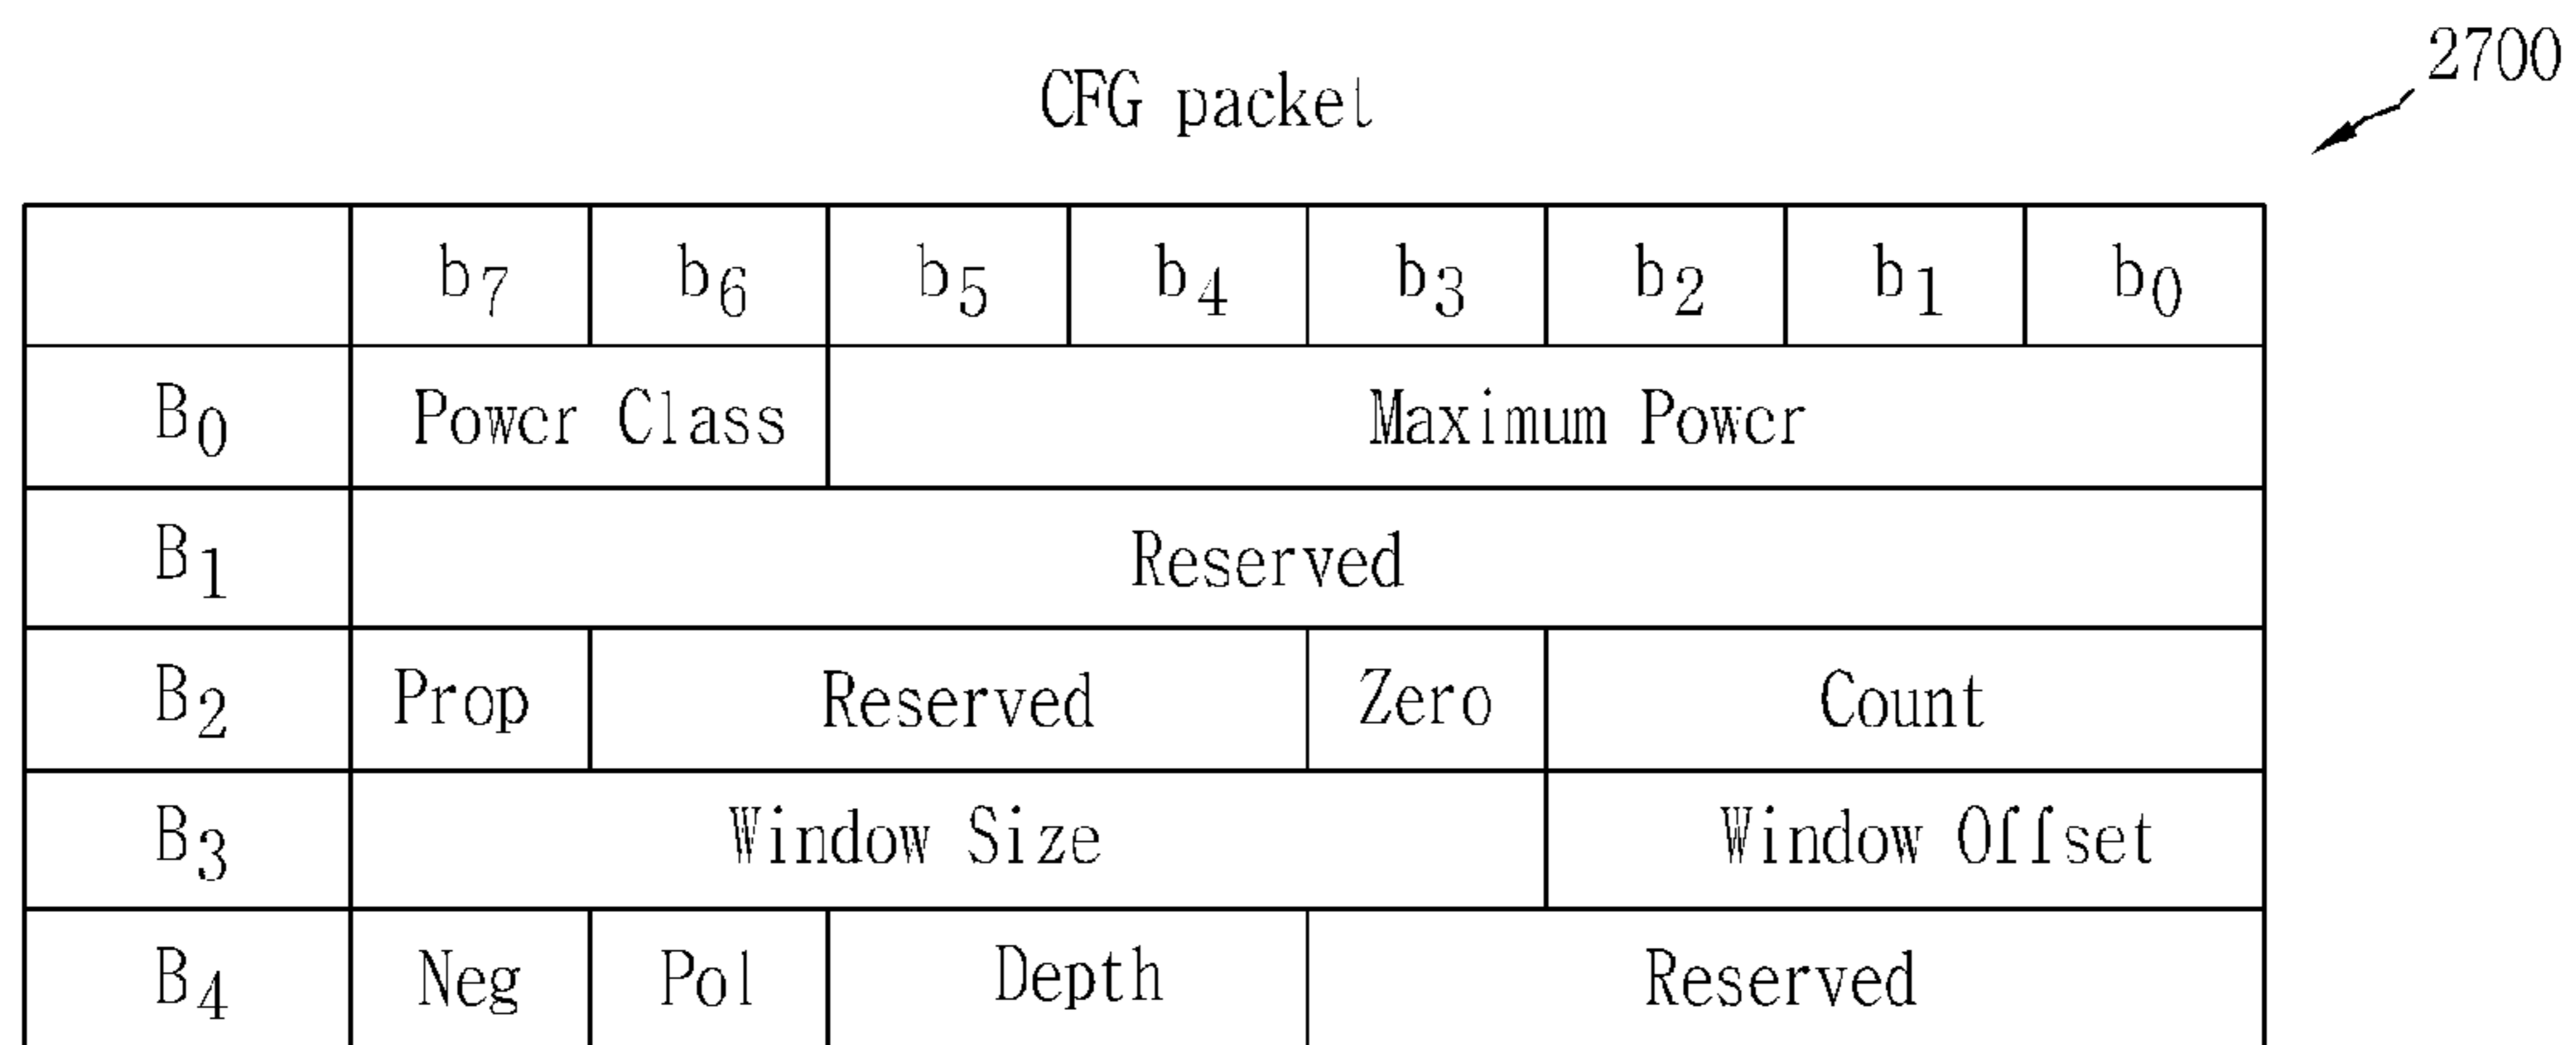 2700
CFG packet
b7 b6 b5 b4 b3 b2 b1 b0
B0 Power Class Maximum Power
B1 Reserved
B2 Prop Reserved Zero Count
B3 Window Size Window Offset
B4 Neg Pol Depth Reserved